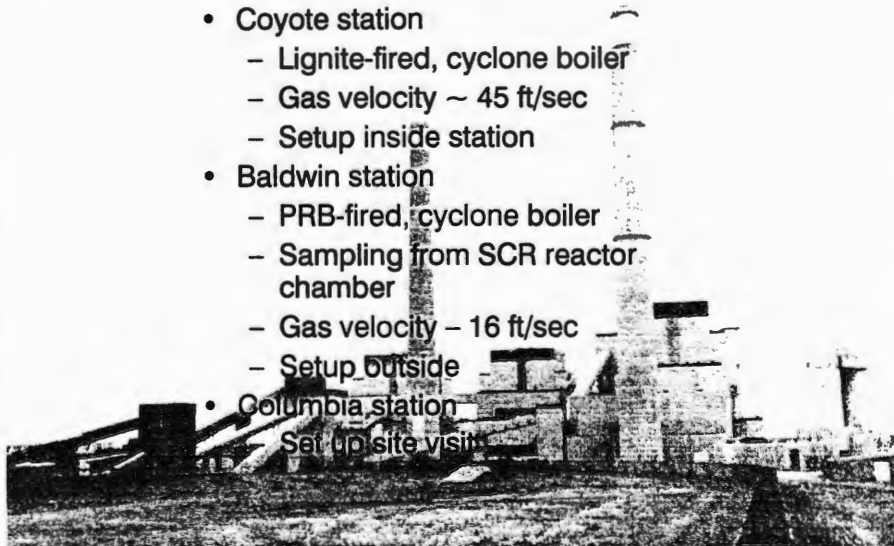 • Coyote station
– Lignite-fired, cyclone boiler
– Gas velocity ~ 45 ft/sec
– Setup inside station
• Baldwin station
– PRB-fired, cyclone boiler
– Sampling from SCR reactor
chamber
– Gas velocity – 16 ft/sec
– Setup outside
• Columbia station
– Set up site visit